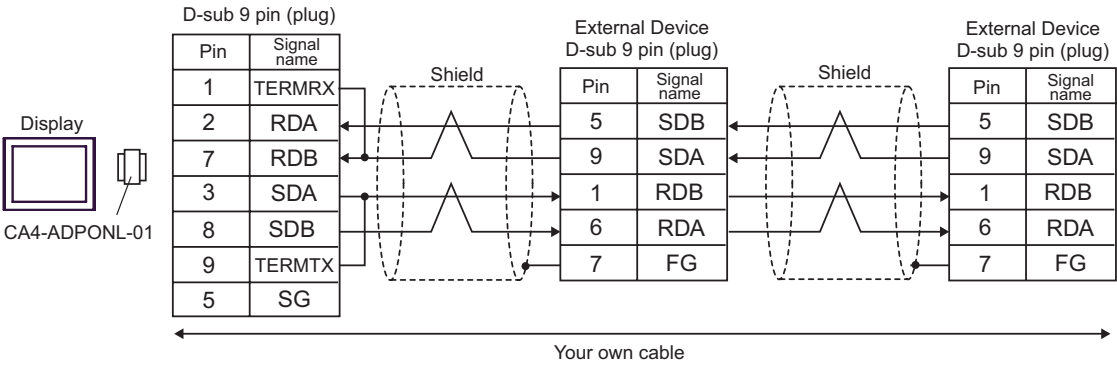 D-sub 9 pin (plug)
External Device
D-sub 9 pin (plug)
External Device
D-sub 9 pin (plug)
Pin Signal name
1 TERMRX
2 RDA
7 RDB
3 SDA
8 SDB
9 TERMTX
5 SG
Display
CA4-ADPONL-01
Shield
Pin Signal name
5 SDB
9 SDA
1 RDB
6 RDA
7 FG
Shield
Pin Signal name
5 SDB
9 SDA
1 RDB
6 RDA
7 FG
Your own cable